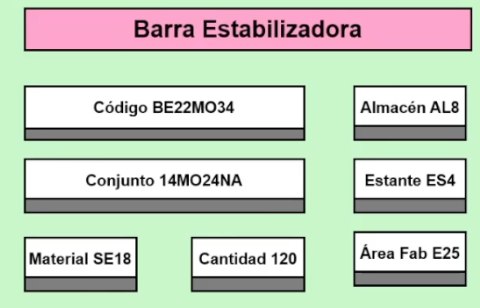 Barra Estabilizadora
Código BE22MO34
Almacén AL8
Conjunto 14MO24NA
Estante ES4
Material SE18
Cantidad 120
Área Fab E25